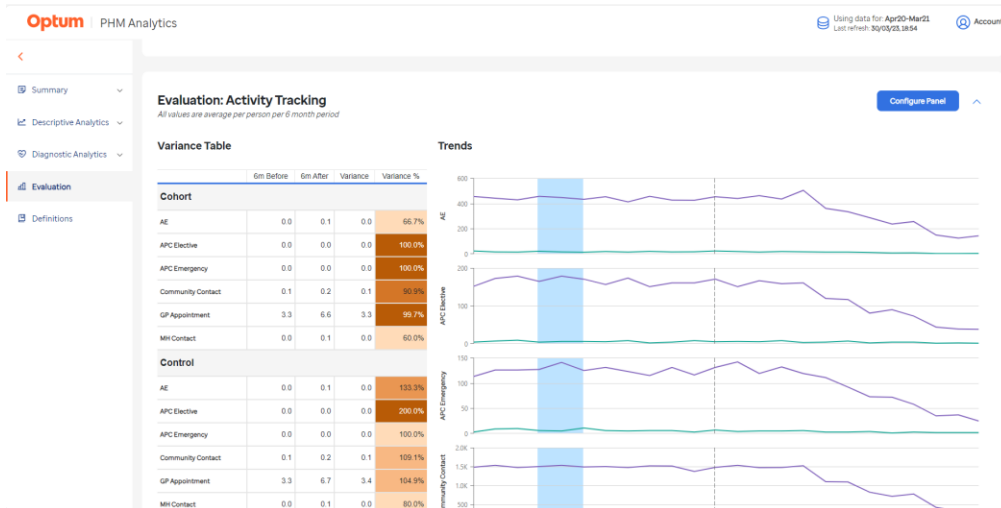 Optum PHM Analytics
Using data for: Apr20-Mar21
Last refresh: 30/03/23, 18:54
Account
Summary
Descriptive Analytics
Diagnostic Analytics
Evaluation
Definitions
Evaluation: Activity Tracking
All values are average per person per 6 month period
Configure Panel
Variance Table
6m Before 6m After Variance Variance %
Cohort
AE 0.0 0.1 0.0 66.7%
APC Elective 0.0 0.0 0.0 100.0%
APC Emergency 0.0 0.0 0.0 100.0%
Community Contact 0.1 0.2 0.1 90.9%
GP Appointment 3.3 6.6 3.3 99.7%
MH Contact 0.0 0.1 0.0 60.0%
Control
AE 0.0 0.1 0.0 133.3%
APC Elective 0.0 0.0 0.0 200.0%
APC Emergency 0.0 0.0 0.0 100.0%
Community Contact 0.1 0.2 0.1 109.1%
GP Appointment 3.3 6.7 3.4 104.9%
MH Contact 0.0 0.1 0.0 80.0%
Trends
AE
600
400
200
0
APC Elective
200
100
0
APC Emergency
150
100
50
0
Community Contact
2.0K
1.5K
1.0K
500